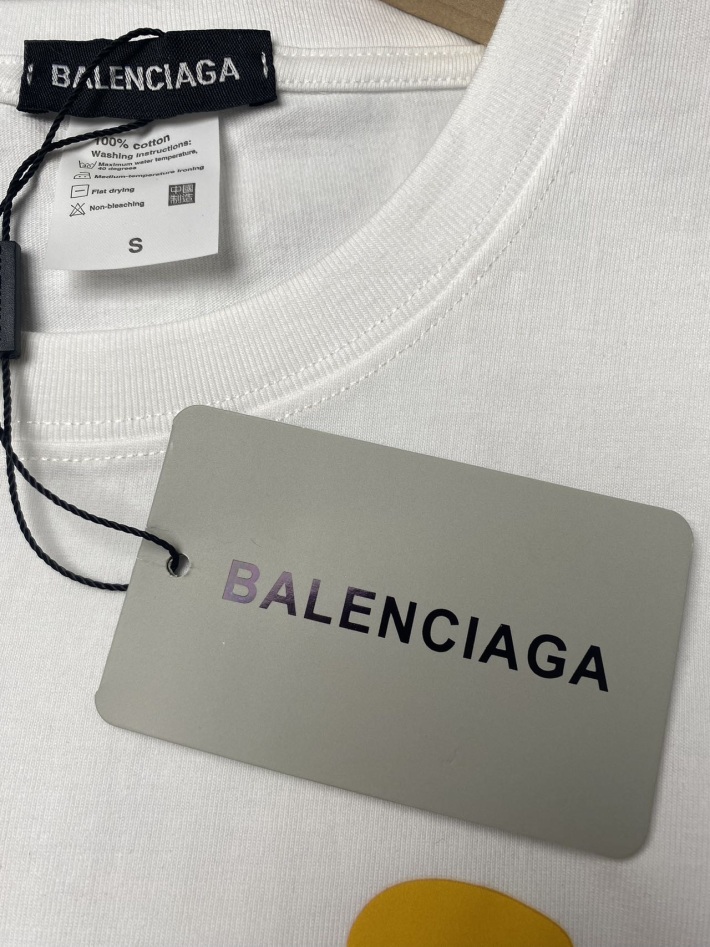 BALENCIAGA
100% cotton
Washing instructions:
Maximum water temperature,
40 degrees
Medium-temperature ironing
Flat drying
Non-bleaching
中國
制造
S
BALENCIAGA